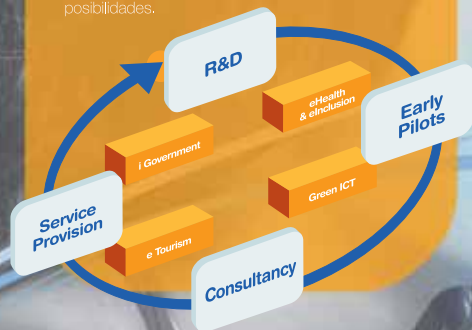 posibilidades.
R&D
eHealth
& eInclusion
Early
Pilots
i Government
Green ICT
Service
Provision
e Tourism
Consultancy